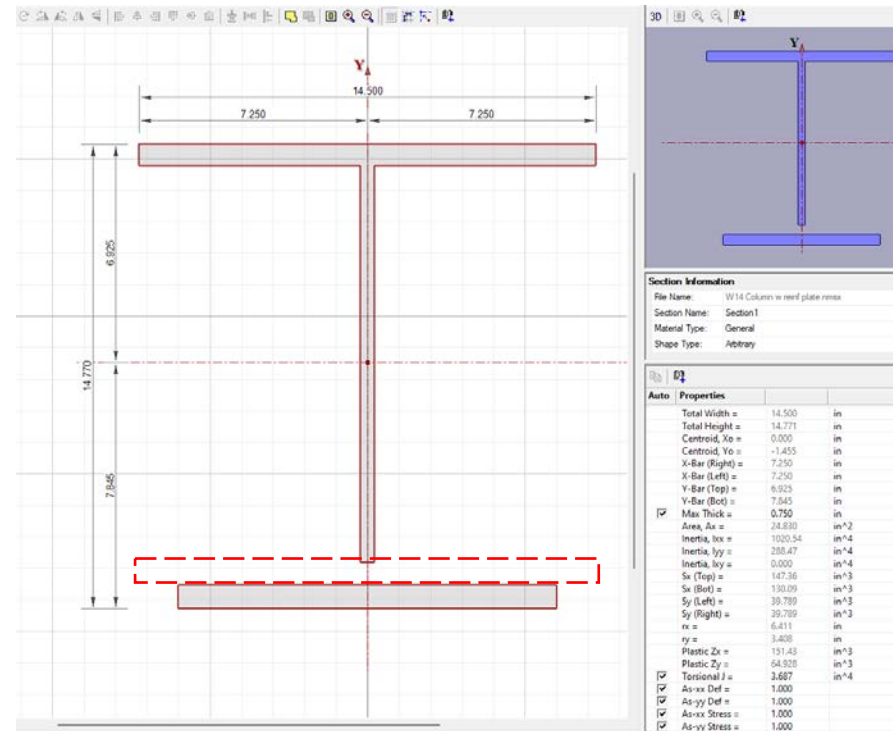 3D
Y
14.500
7.250 7.250
6.925
14.770
7.845
Y
Section Information
File Name: W14 Column w reinf plate.nmsx
Section Name: Section1
Material Type: General
Shape Type: Arbitrary
Auto Properties
Total Width = 14.500 in
Total Height = 14.771 in
Centroid, Xo = 0.000 in
Centroid, Yo = -1.455 in
X-Bar (Right) = 7.250 in
X-Bar (Left) = 7.250 in
Y-Bar (Top) = 6.925 in
Y-Bar (Bot) = 7.845 in
Max Thick = 0.750 in
Area, Ax = 24.830 in^2
Inertia, Ixx = 1020.54 in^4
Inertia, Iyy = 288.47 in^4
Inertia, Ixy = 0.000 in^4
Sx (Top) = 147.36 in^3
Sx (Bot) = 130.09 in^3
Sy (Left) = 39.789 in^3
Sy (Right) = 39.789 in^3
rx = 6.411 in
ry = 3.408 in
Plastic Zx = 151.43 in^3
Plastic Zy = 64.928 in^3
Torsional J = 3.687 in^4
As-xx Def = 1.000
As-yy Def = 1.000
As-xx Stress = 1.000
As-yy Stress = 1.000